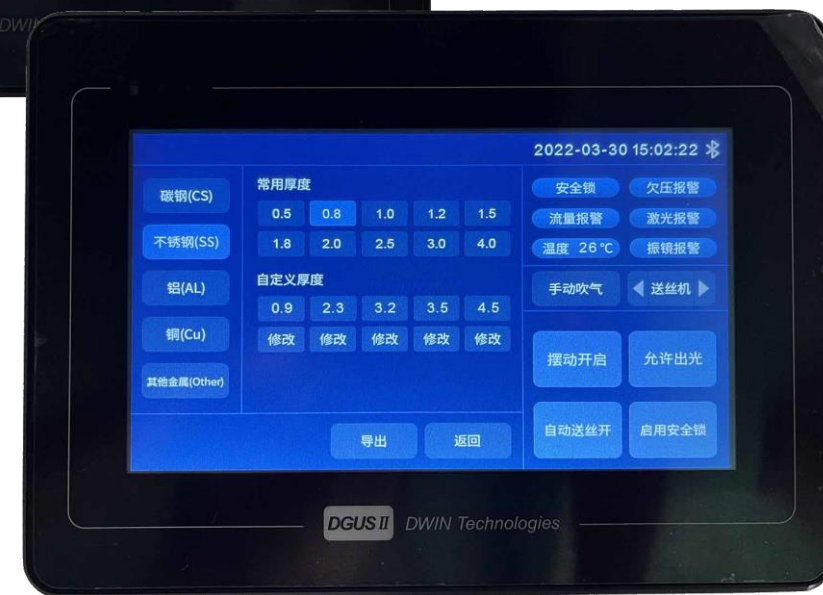 DWIN
2022-03-30 15:02:22
碳钢(CS)
不锈钢(SS)
铝(AL)
铜(Cu)
其他金属(Other)
常用厚度
0.5 0.8 1.0 1.2 1.5
1.8 2.0 2.5 3.0 4.0
自定义厚度
0.9 2.3 3.2 3.5 4.5
修改 修改 修改 修改 修改
导出 返回
安全锁 欠压报警
流量报警 激光报警
温度 26℃ 振镜报警
手动吹气 送丝机
摆动开启 允许出光
自动送丝开 启用安全锁
DGUS II DWIN Technologies